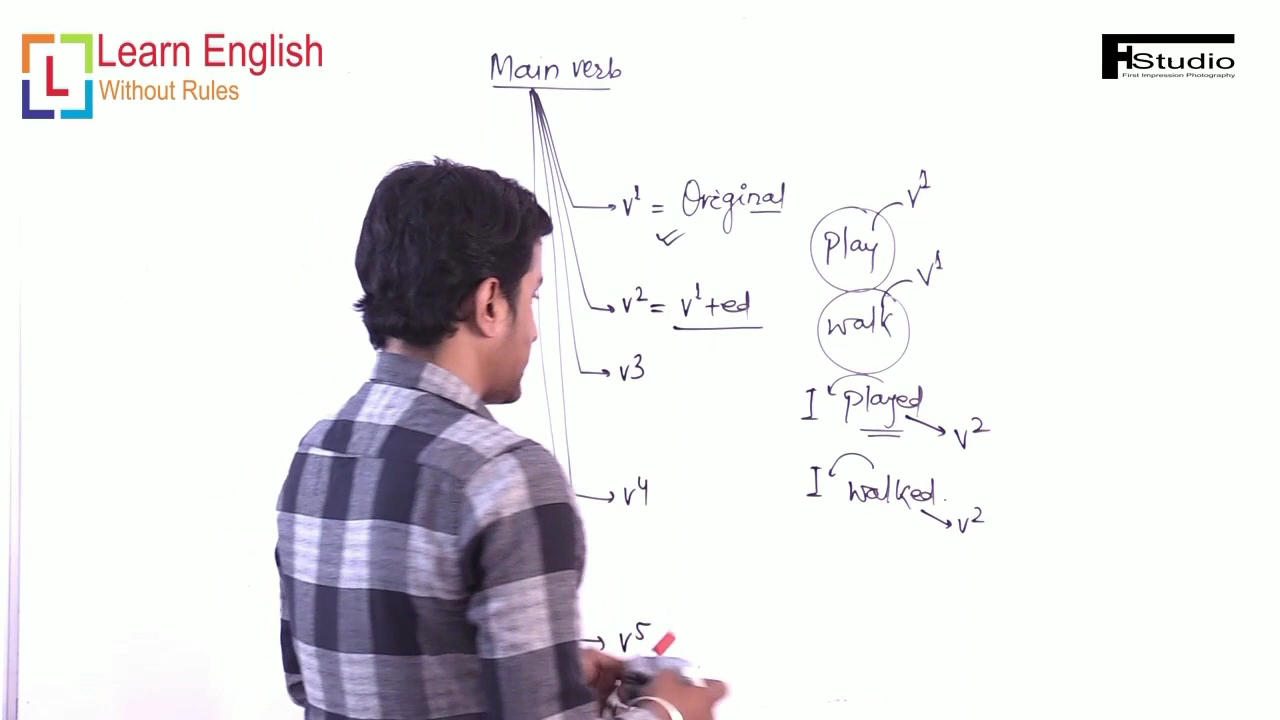 Learn English
Without Rules
L
HStudio
First Impression Photography
Main verb
v1 = Original
v2 = v1+ed
v3
v4
v5
play v1
walk v1
I played v2
I walked. v2